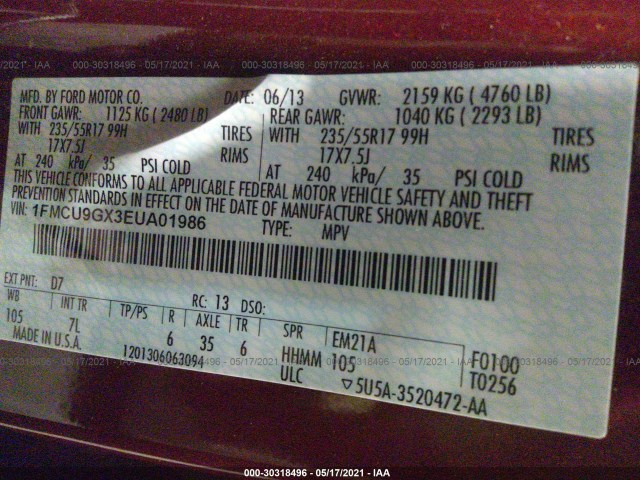 000-30318496 - 05/17/2021 - IAA
MFD. BY FORD MOTOR CO. DATE: 06/13 GVWR: 2159 KG ( 4760 LB)
FRONT GAWR: 1125 KG ( 2480 LB) REAR GAWR: 1040 KG ( 2293 LB)
WITH 235/55R17 99H TIRES WITH 235/55R17 99H TIRES
17X7.5J RIMS 17X7.5J RIMS
AT 240 kPa/ 35 PSI COLD AT 240 kPa/ 35 PSI COLD
THIS VEHICLE CONFORMS TO ALL APPLICABLE FEDERAL MOTOR VEHICLE SAFETY AND THEFT
PREVENTION STANDARDS IN EFFECT ON THE DATE OF MANUFACTURE SHOWN ABOVE.
VIN: 1FMCU9GX3EUA01986 TYPE: MPV
EXT PNT: D7 RC: 13 DSO:
WB INT TR TP/PS R AXLE TR SPR EM21A F0100
105 7L 6 35 6 HHMM 105 T0256
MADE IN U.S.A. 1201306063094 ULC ▽5U5A-3520472-AA
000-30318496 - 05/17/2021 - IAA